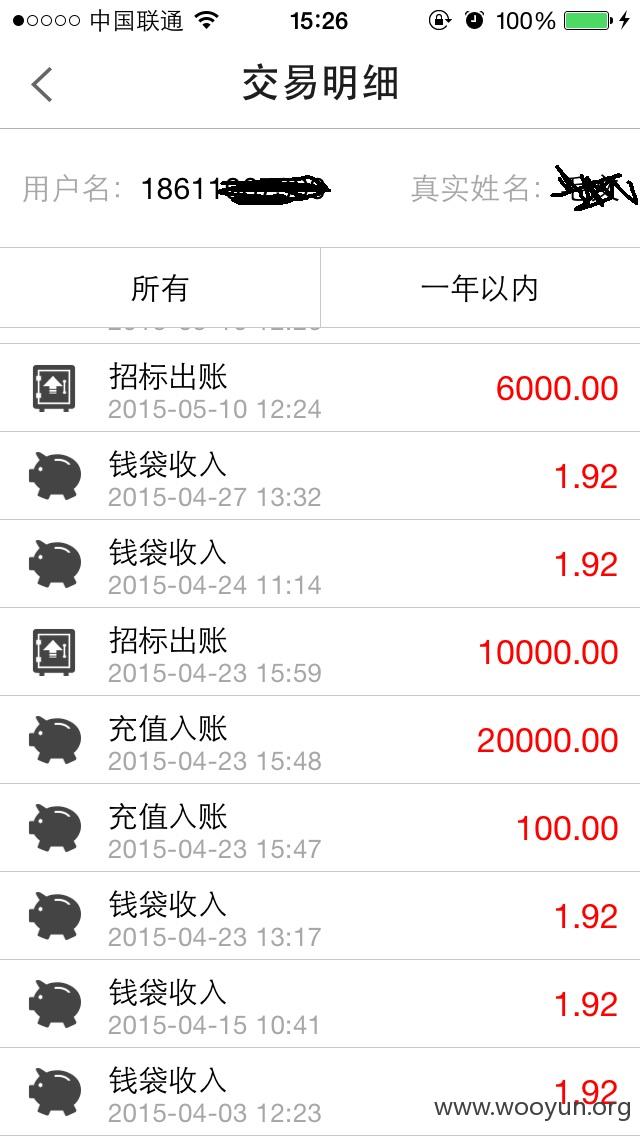 中国联通 15:26 100%
交易明细
用户名: 18611 真实姓名:
所有 一年以内
招标出账 6000.00
2015-05-10 12:24
钱袋收入 1.92
2015-04-27 13:32
钱袋收入 1.92
2015-04-24 11:14
招标出账 10000.00
2015-04-23 15:59
充值入账 20000.00
2015-04-23 15:48
充值入账 100.00
2015-04-23 15:47
钱袋收入 1.92
2015-04-23 13:17
钱袋收入 1.92
2015-04-15 10:41
钱袋收入 1.92
2015-04-03 12:23
www.wooyun.org